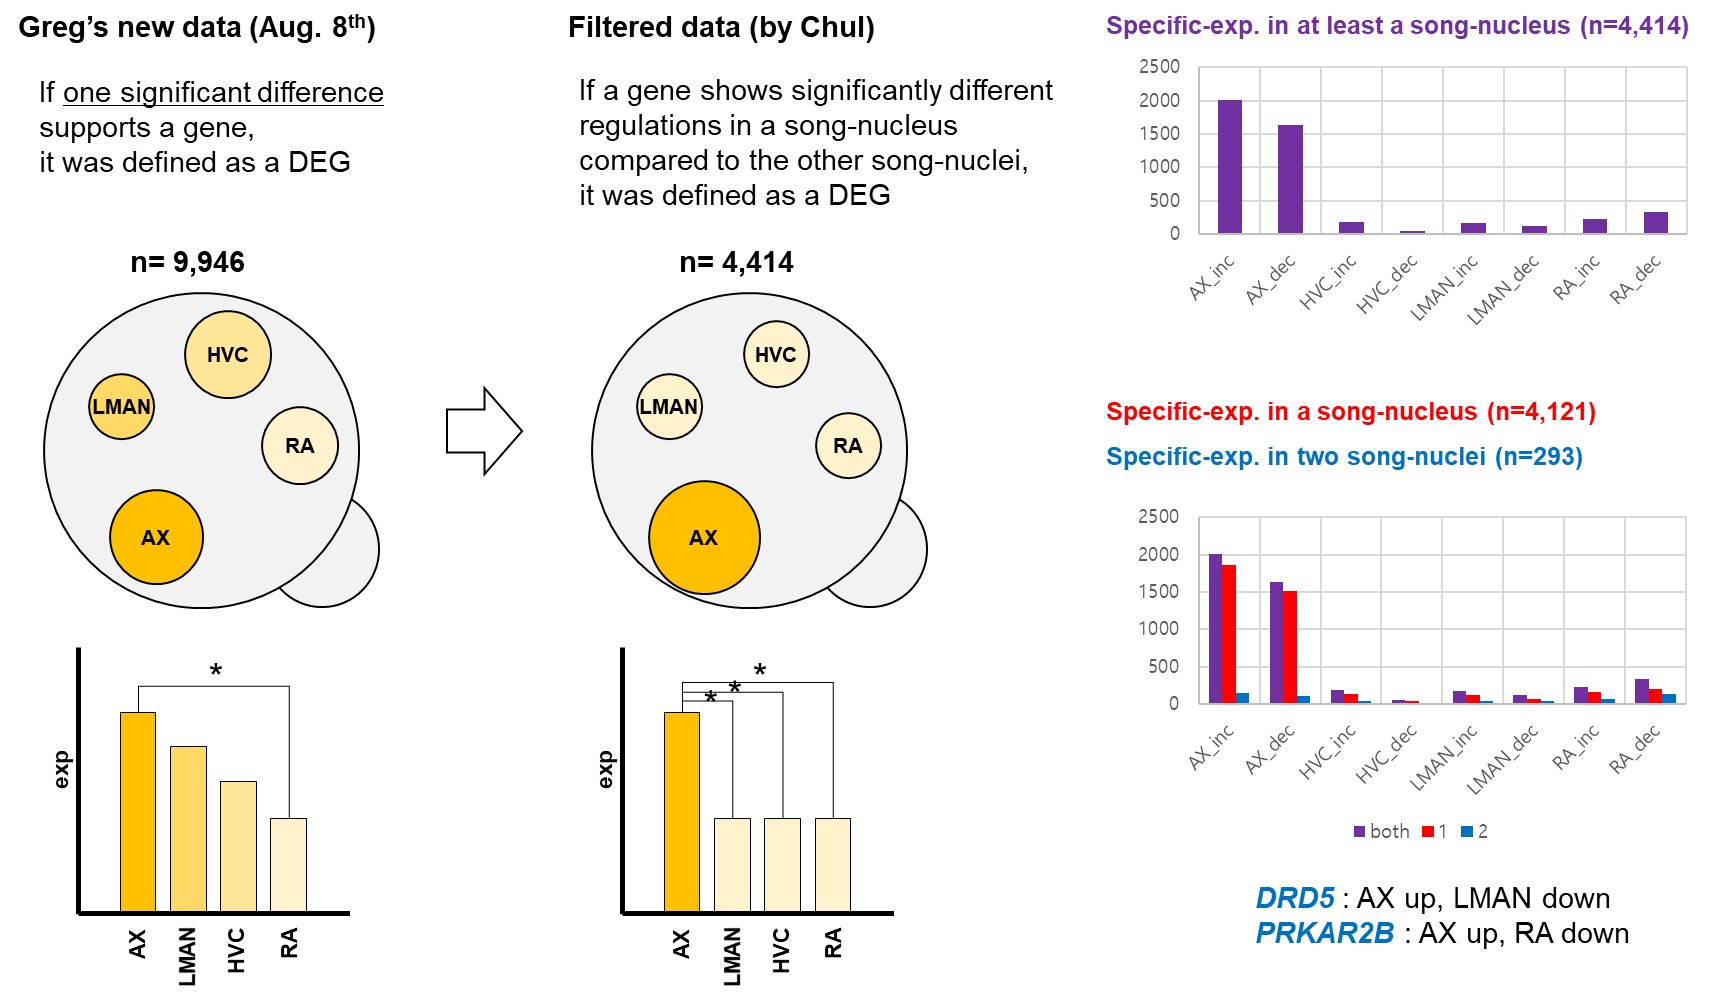 Greg's new data (Aug. 8th)
If one significant difference
supports a gene,
it was defined as a DEG
n= 9,946
HVC
LMAN
RA
AX
*
exp
AX
LMAN
HVC
RA
Filtered data (by Chul)
If a gene shows significantly different
regulations in a song-nucleus
compared to the other song-nuclei,
it was defined as a DEG
n= 4,414
HVC
LMAN
RA
AX
*
*
*
exp
AX
LMAN
HVC
RA
Specific-exp. in at least a song-nucleus (n=4,414)
2500
2000
1500
1000
500
0
AX_inc
AX_dec
HVC_inc
HVC_dec
LMAN_inc
LMAN_dec
RA_inc
RA_dec
Specific-exp. in a song-nucleus (n=4,121)
Specific-exp. in two song-nuclei (n=293)
2500
2000
1500
1000
500
0
AX_inc
AX_dec
HVC_inc
HVC_dec
LMAN_inc
LMAN_dec
RA_inc
RA_dec
both 1 2
DRD5 : AX up, LMAN down
PRKAR2B : AX up, RA down